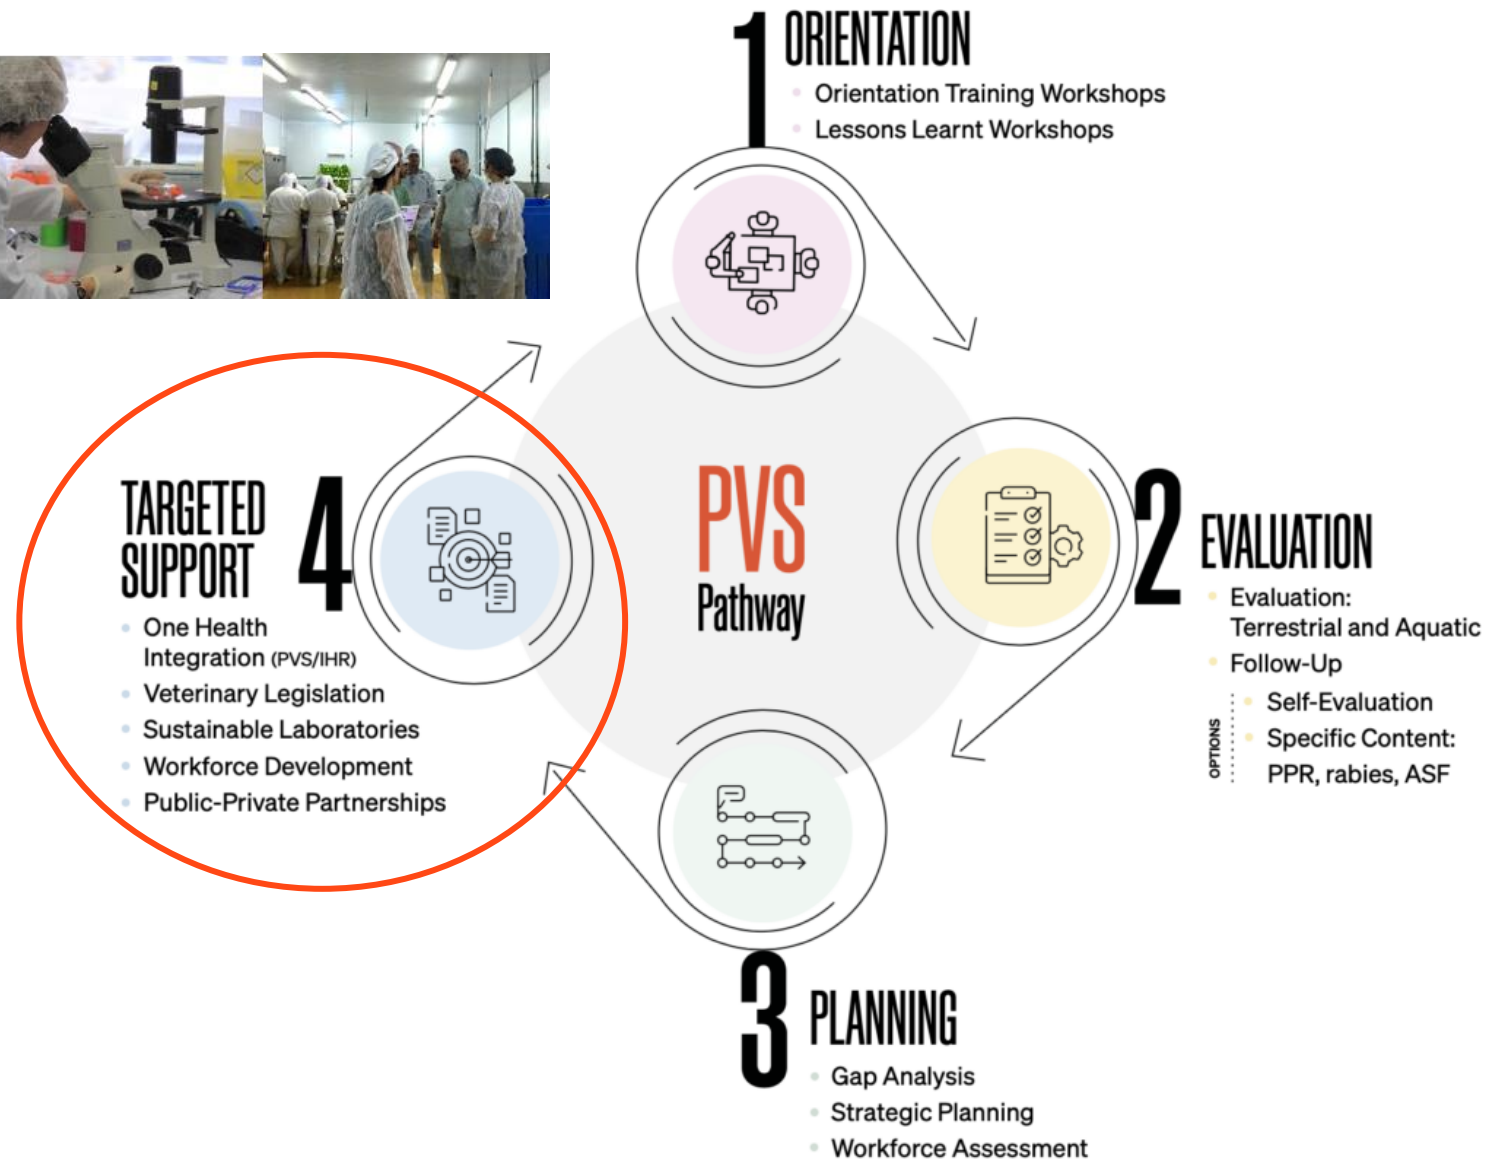 1 ORIENTATION
• Orientation Training Workshops
• Lessons Learnt Workshops
PVS
Pathway
2 EVALUATION
• Evaluation:
Terrestrial and Aquatic
• Follow-Up
OPTIONS
• Self-Evaluation
• Specific Content:
PPR, rabies, ASF
3 PLANNING
• Gap Analysis
• Strategic Planning
• Workforce Assessment
TARGETED
SUPPORT
4
• One Health
Integration (PVS/IHR)
• Veterinary Legislation
• Sustainable Laboratories
• Workforce Development
• Public-Private Partnerships